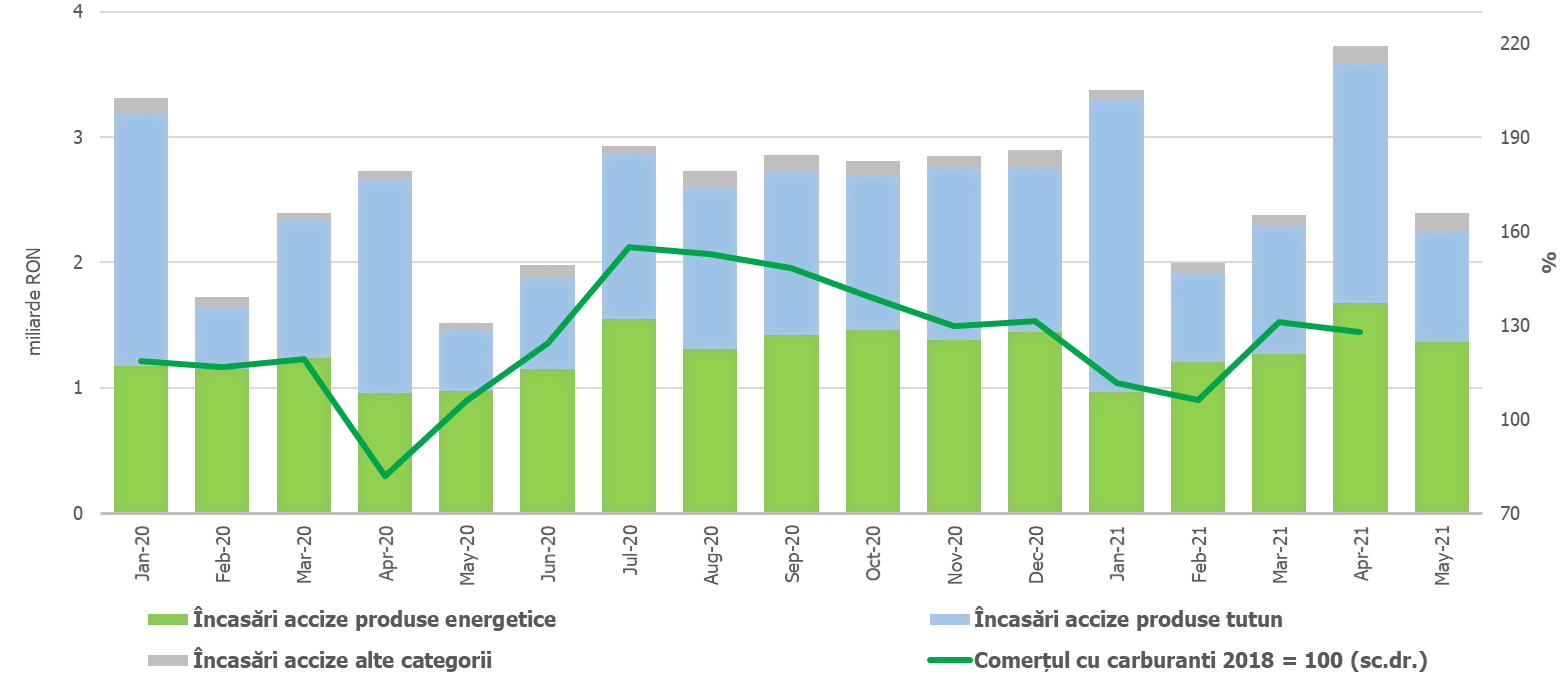 4
3
2
1
0
miliarde RON
220
190
160
130
100
70
%
Jan-20
Feb-20
Mar-20
Apr-20
May-20
Jun-20
Jul-20
Aug-20
Sep-20
Oct-20
Nov-20
Dec-20
Jan-21
Feb-21
Mar-21
Apr-21
May-21
Încasări accize produse energetice
Încasări accize produse tutun
Încasări accize alte categorii
Comerțul cu carburanti 2018 = 100 (sc.dr.)